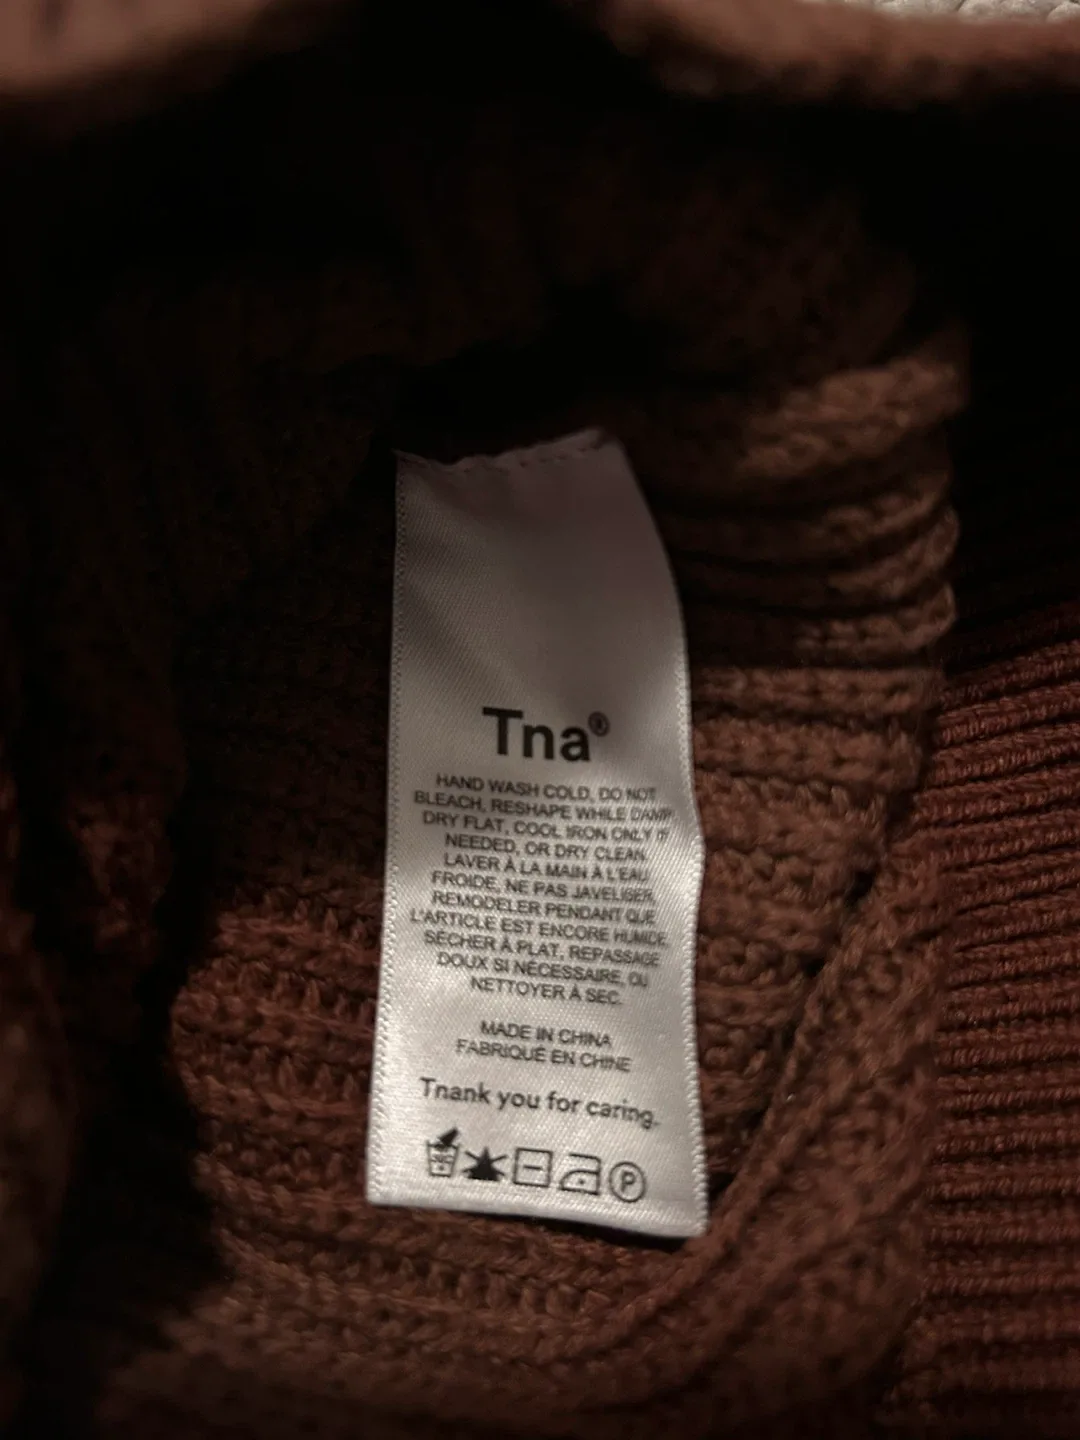 Tna®
HAND WASH COLD, DO NOT
BLEACH, RESHAPE WHILE DAMP
DRY FLAT, COOL IRON ONLY IF
NEEDED, OR DRY CLEAN.
LAVER À LA MAIN À L'EAU
FROIDE, NE PAS JAVELISER,
REMODELER PENDANT QUE
L'ARTICLE EST ENCORE HUMIDE,
SÉCHER À PLAT, REPASSAGE
DOUX SI NÉCESSAIRE, OU
NETTOYER À SEC.
MADE IN CHINA
FABRIQUÉ EN CHINE
Tnank you for caring.
P